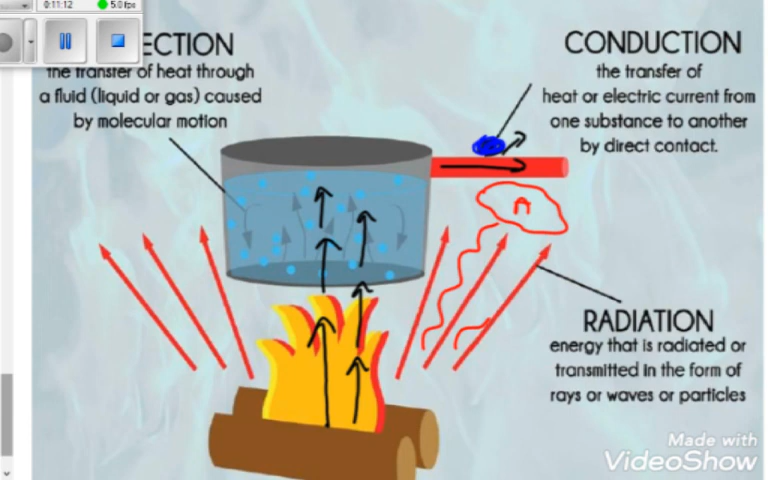 0:11:12 5.0 fps
ECTION
the transfer of heat through
a fluid (liquid or gas) caused
by molecular motion
CONDUCTION
the transfer of
heat or electric current from
one substance to another
by direct contact.
RADIATION
energy that is radiated or
transmitted in the form of
rays or waves or particles
Made with
VideoShow